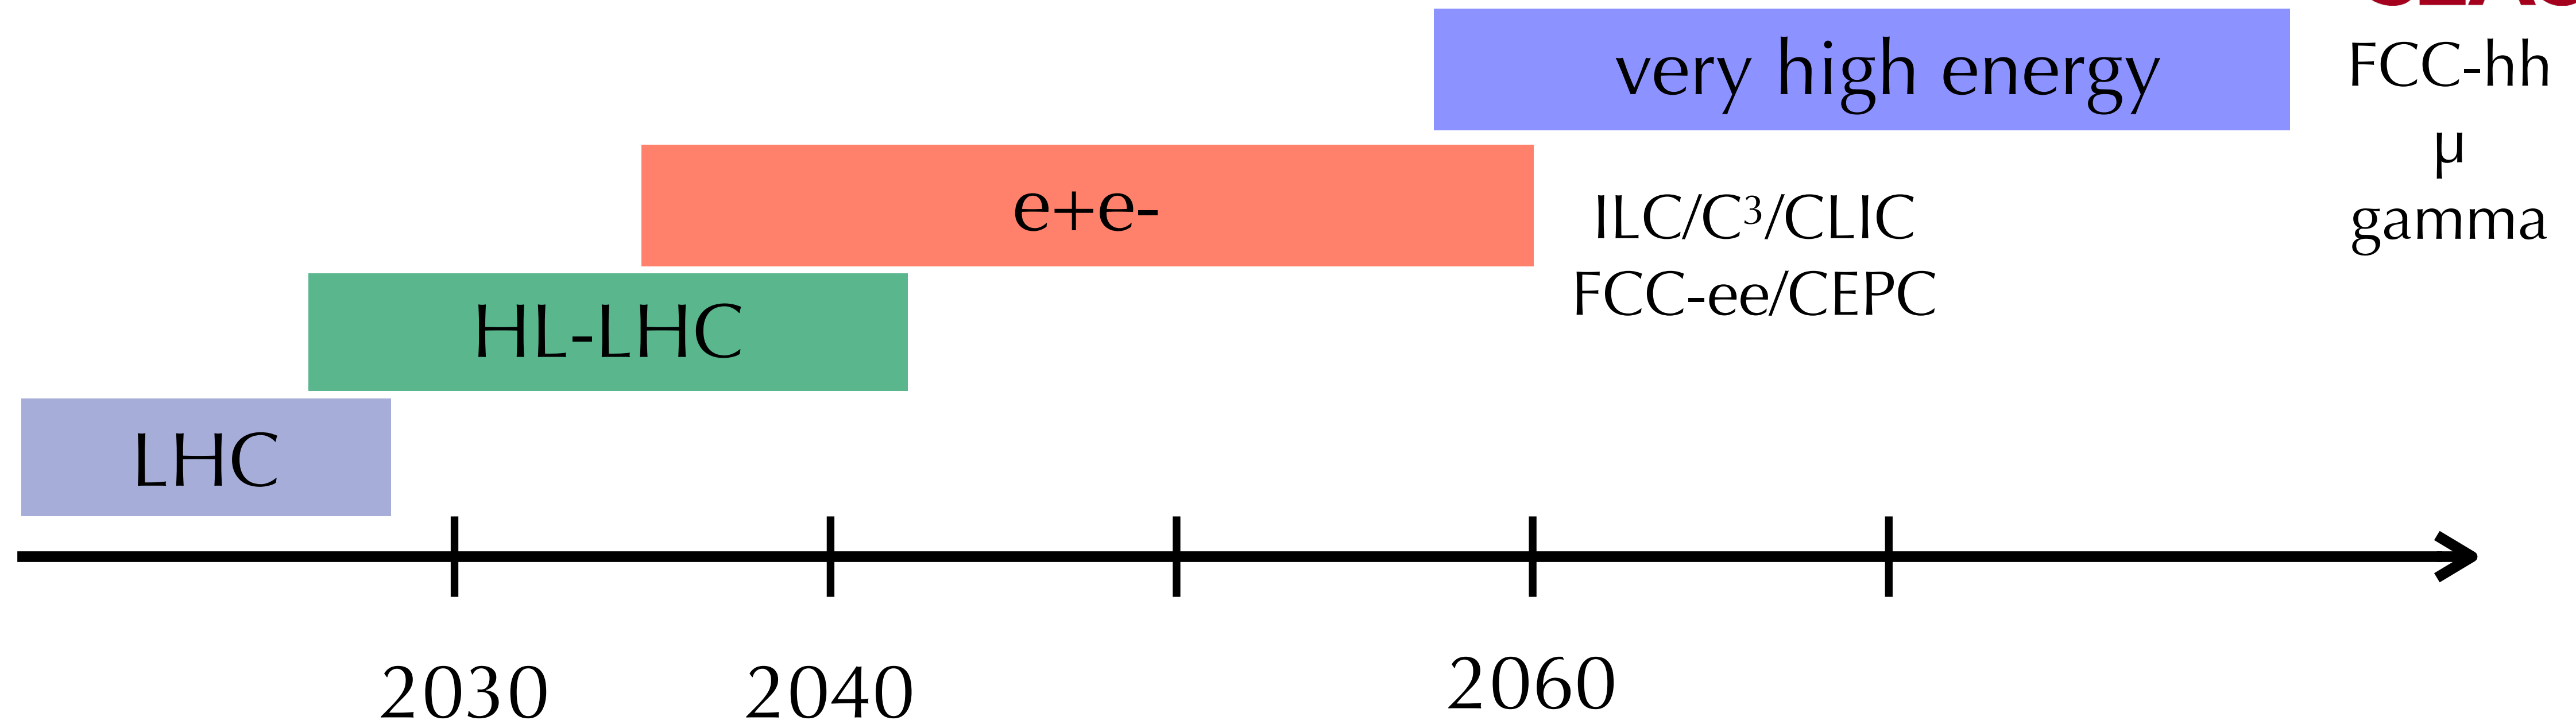 very high energy
FCC-hh
μ
gamma
e+e-
ILC/C³/CLIC
FCC-ee/CEPC
HL-LHC
LHC
2030
2040
2060